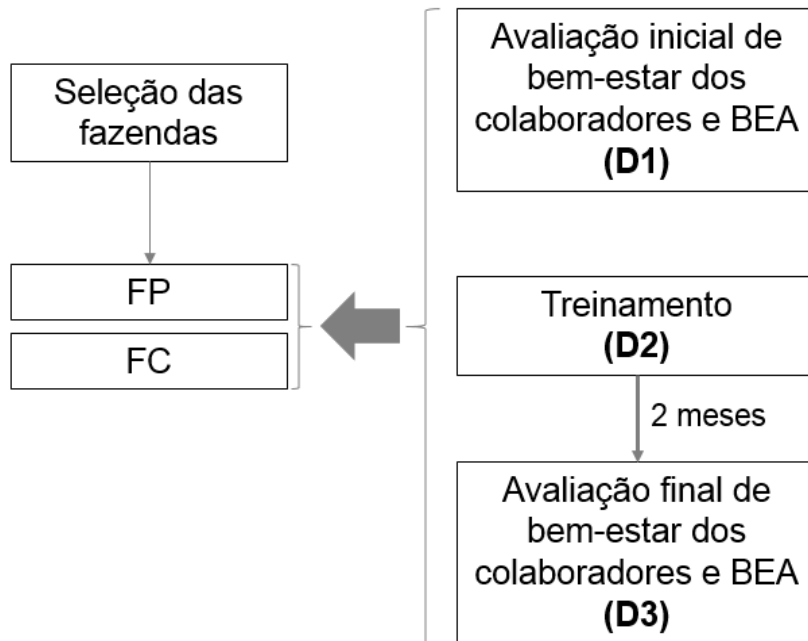 Seleção das
fazendas
FP
FC
Avaliação inicial de
bem-estar dos
colaboradores e BEA
(D1)
Treinamento
(D2)
2 meses
Avaliação final de
bem-estar dos
colaboradores e BEA
(D3)